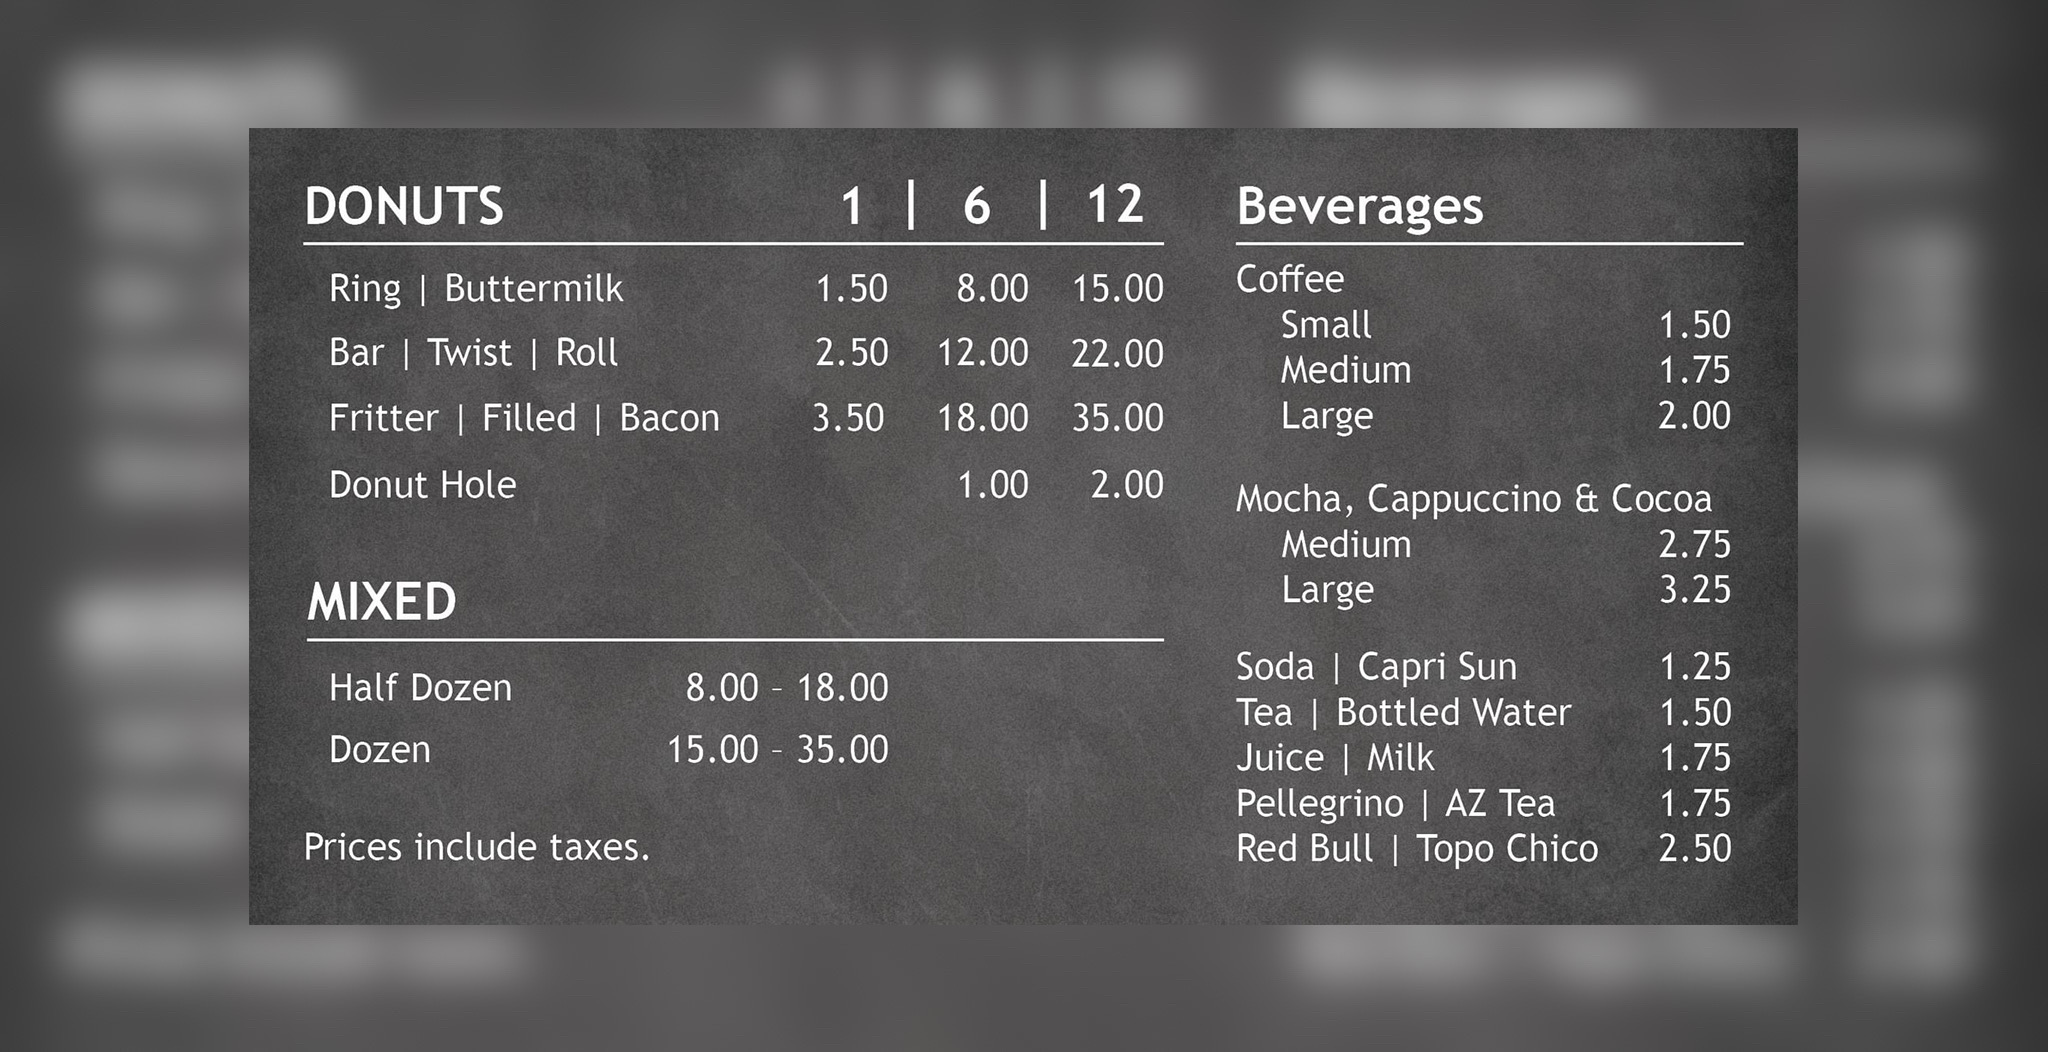 DONUTS 1 | 6 | 12
Ring | Buttermilk 1.50 8.00 15.00
Bar | Twist | Roll 2.50 12.00 22.00
Fritter | Filled | Bacon 3.50 18.00 35.00
Donut Hole 1.00 2.00
MIXED
Half Dozen 8.00 - 18.00
Dozen 15.00 - 35.00
Prices include taxes.
Beverages
Coffee
Small 1.50
Medium 1.75
Large 2.00
Mocha, Cappuccino & Cocoa
Medium 2.75
Large 3.25
Soda | Capri Sun 1.25
Tea | Bottled Water 1.50
Juice | Milk 1.75
Pellegrino | AZ Tea 1.75
Red Bull | Topo Chico 2.50